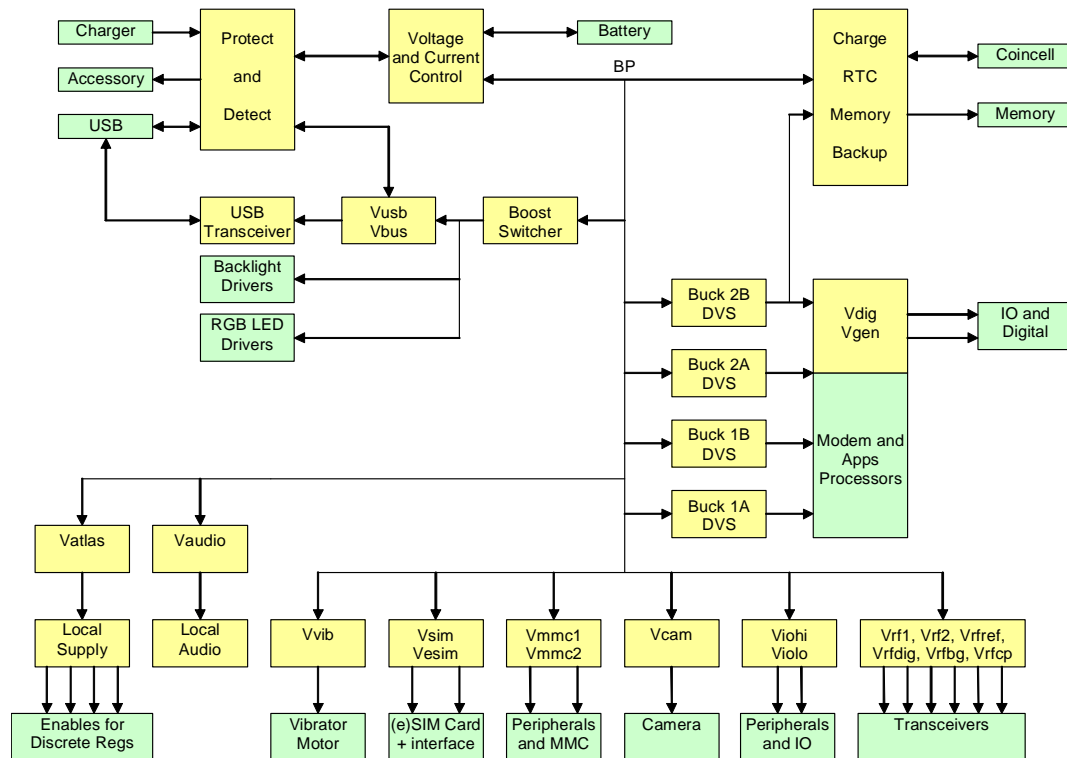 Charger
Accessory
USB
Protect
and
Detect
Voltage
and Current
Control
Battery
BP
Charge
RTC
Memory
Backup
Coincell
Memory
USB
Transceiver
Vusb
Vbus
Boost
Switcher
Backlight
Drivers
RGB LED
Drivers
Buck 2B
DVS
Vdig
Vgen
IO and
Digital
Buck 2A
DVS
Buck 1B
DVS
Modem and
Apps
Processors
Buck 1A
DVS
Vatlas
Vaudio
Local
Supply
Local
Audio
Vvib
Vsim
Vesim
Vmmc1
Vmmc2
Vcam
Viohi
Violo
Vrf1, Vrf2, Vrfref,
Vrfdig, Vrfbg, Vrfcp
Enables for
Discrete Regs
Vibrator
Motor
(e)SIM Card
+ interface
Peripherals
and MMC
Camera
Peripherals
and IO
Transceivers